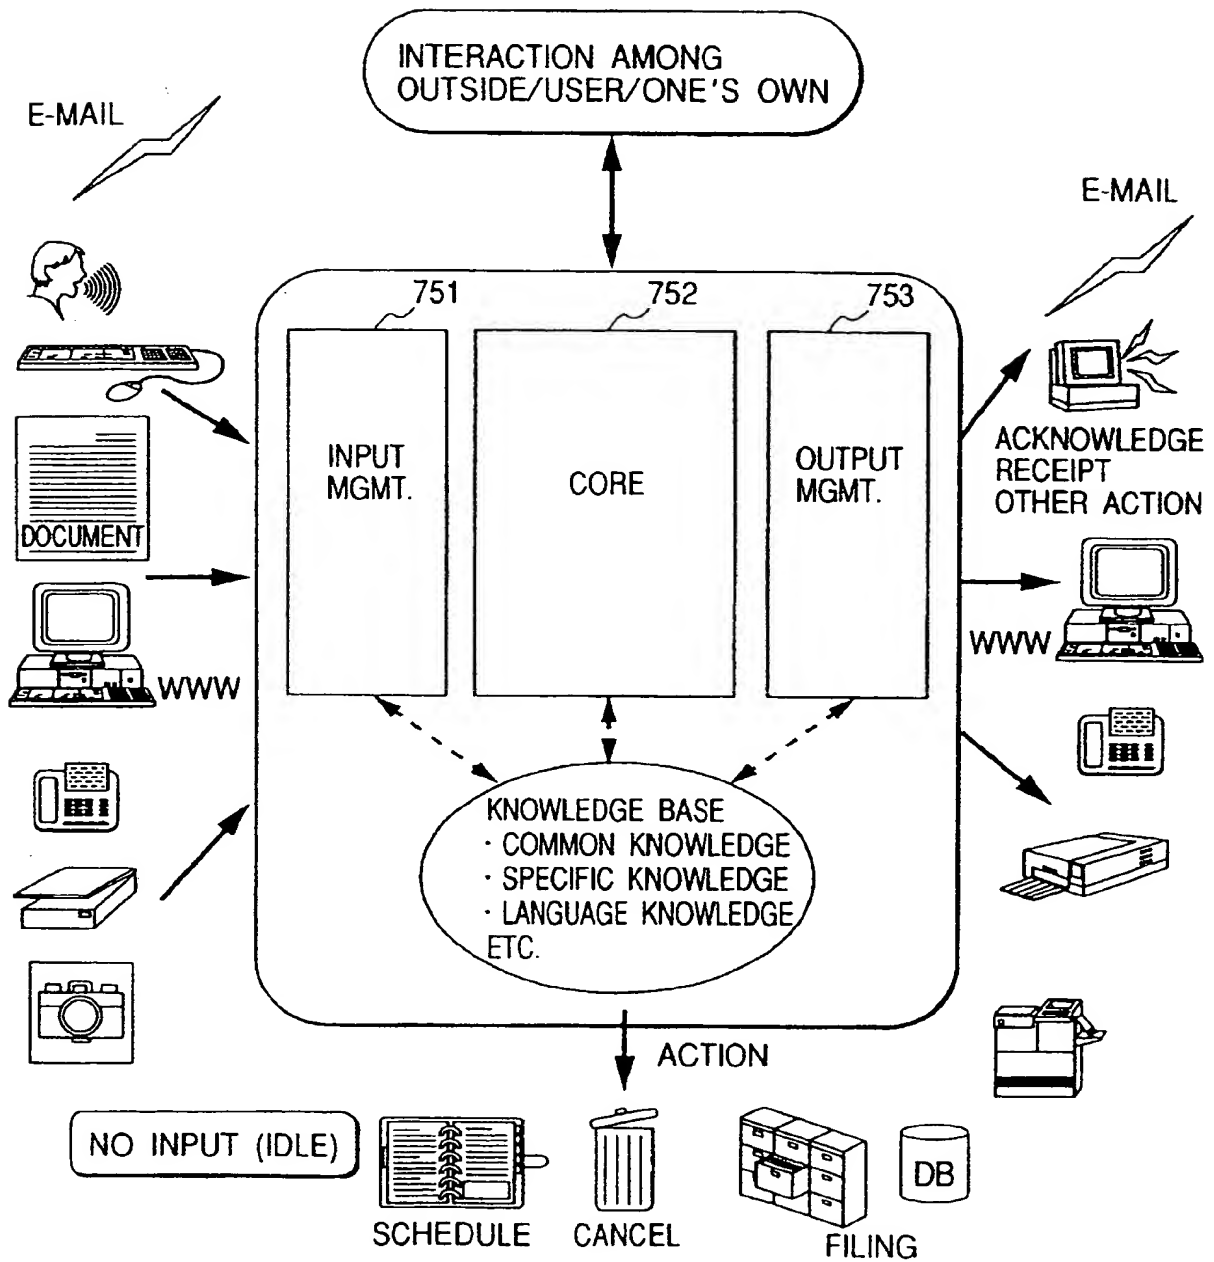 INTERACTION AMONG
OUTSIDE/USER/ONE'S OWN
E-MAIL
E-MAIL
751
752
753
INPUT
MGMT.
CORE
OUTPUT
MGMT.
ACKNOWLEDGE
RECEIPT
OTHER ACTION
DOCUMENT
WWW
WWW
KNOWLEDGE BASE
· COMMON KNOWLEDGE
· SPECIFIC KNOWLEDGE
· LANGUAGE KNOWLEDGE
ETC.
ACTION
NO INPUT (IDLE)
SCHEDULE
CANCEL
FILING
DB